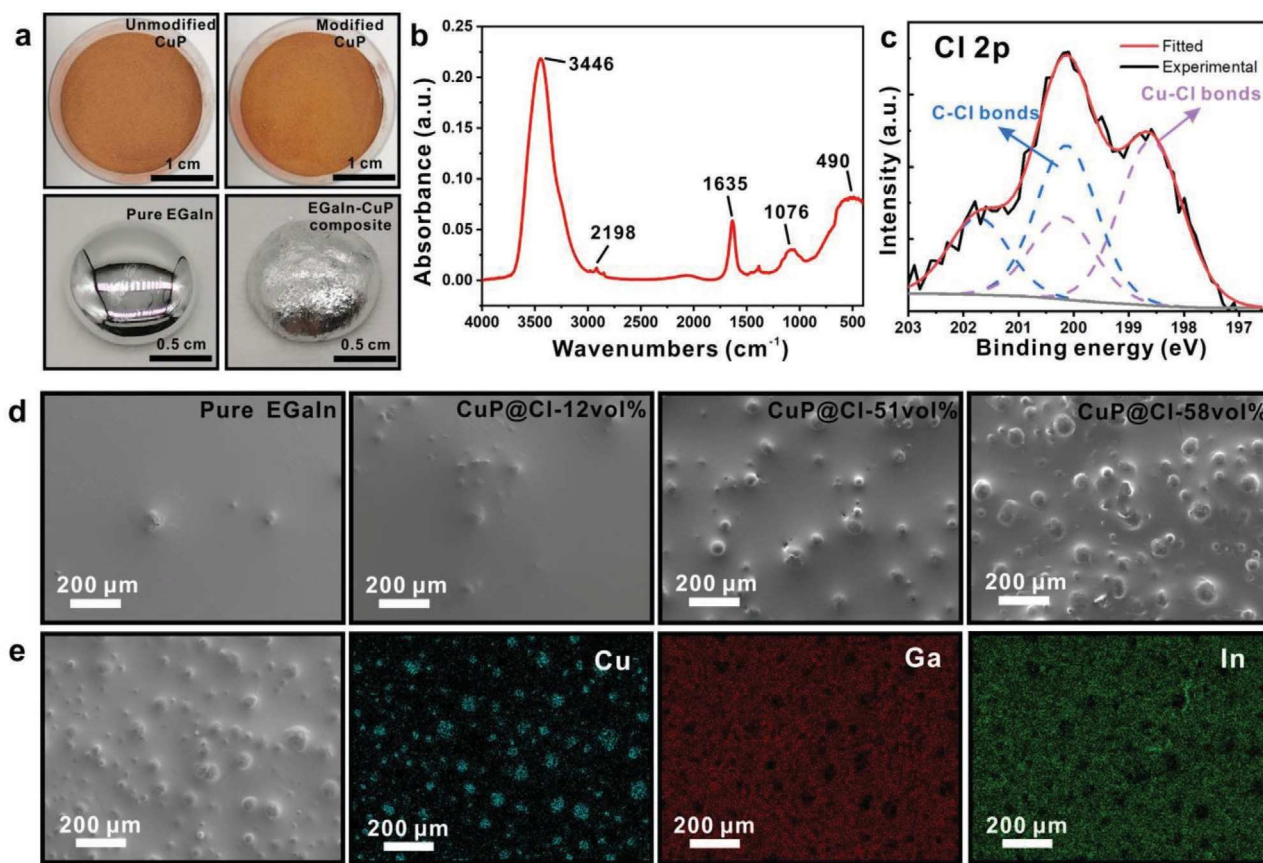 a
Unmodified
CuP
1 cm
Modified
CuP
1 cm
Pure EGaIn
0.5 cm
EGaIn-CuP
composite
0.5 cm
b
Absorbance (a.u.)
0.25
0.20
0.15
0.10
0.05
0.00
3446
2198
1635
1076
490
4000 3500 3000 2500 2000 1500 1000 500
Wavenumbers (cm⁻¹)
c
Cl 2p
Fitted
Experimental
C-Cl bonds
Cu-Cl bonds
Intensity (a.u.)
203 202 201 200 199 198 197
Binding energy (eV)
d
Pure EGaIn
200 μm
CuP@Cl-12vol%
200 μm
CuP@Cl-51vol%
200 μm
CuP@Cl-58vol%
200 μm
e
200 μm
Cu
200 μm
Ga
200 μm
In
200 μm